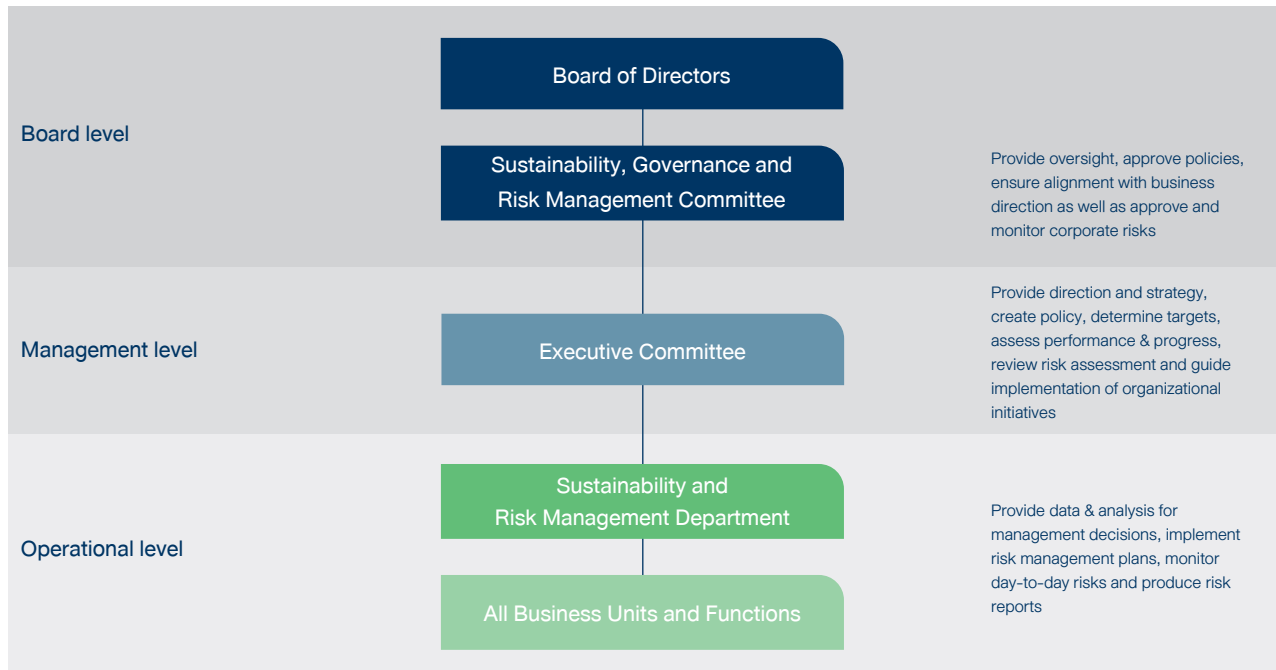 Board level
Board of Directors
Sustainability, Governance and
Risk Management Committee
Provide oversight, approve policies,
ensure alignment with business
direction as well as approve and
monitor corporate risks
Management level
Executive Committee
Provide direction and strategy,
create policy, determine targets,
assess performance & progress,
review risk assessment and guide
implementation of organizational
initiatives
Operational level
Sustainability and
Risk Management Department
All Business Units and Functions
Provide data & analysis for
management decisions, implement
risk management plans, monitor
day-to-day risks and produce risk
reports